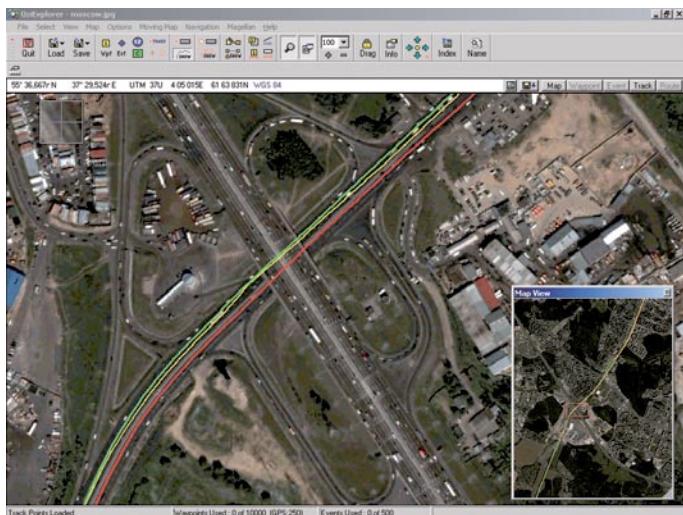 OziExplorer - moscow.jpg
File Select View Map Options Moving Map Navigation Magellan Help
100
Quit Load Save Wpt Evt Drag Info Index Name
55° 36,667r N 37° 29,524r E UTM 37U 4 05 015E 61 63 831N WGS 84
Map Waypoint Event Track Route
Map View
Track Points Loaded Waypoints Used : 0 of 10000 (GPS:250) Events Used : 0 of 500